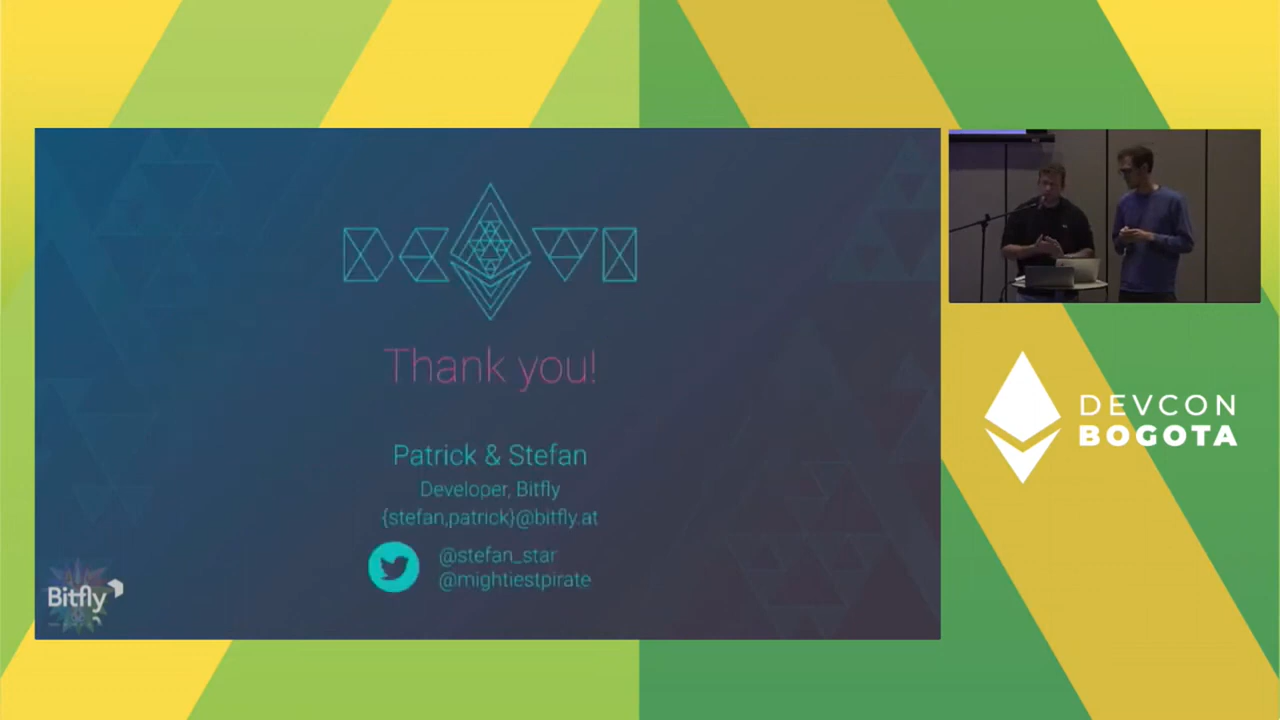 Thank you!
Patrick & Stefan
Developer, Bitfly
{stefan,patrick}@bitfly.at
@stefan_star
@mightiestpirate
Bitfly
DEVCON
BOGOTA